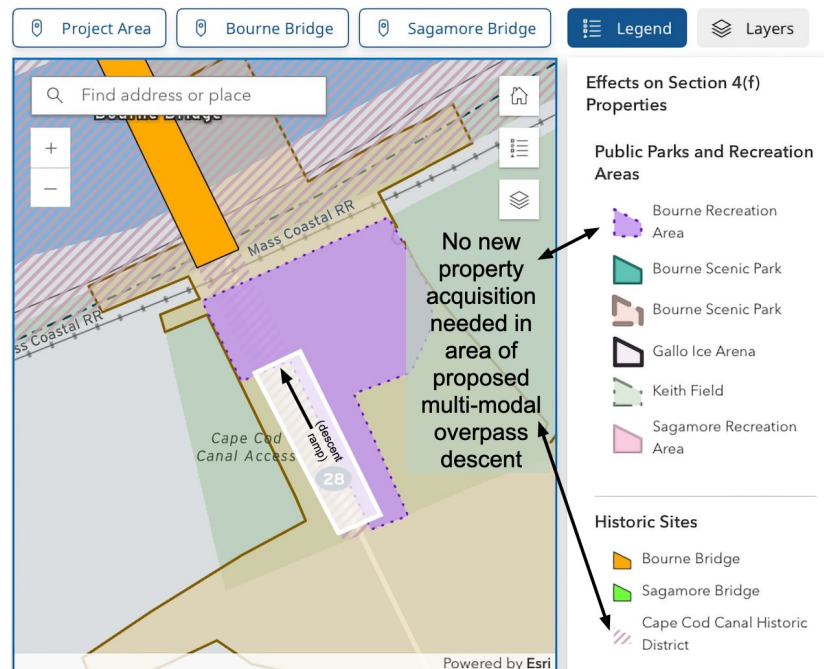 Project Area
Bourne Bridge
Sagamore Bridge
Legend
Layers
Find address or place
Bourne Bridge
+
−
Mass Coastal RR
ss Coastal RR
Cape Cod
Canal Access
(descent
ramp)
28
No new
property
acquisition
needed in
area of
proposed
multi-modal
overpass
descent
Powered by Esri
Effects on Section 4(f)
Properties
Public Parks and Recreation
Areas
Bourne Recreation
Area
Bourne Scenic Park
Bourne Scenic Park
Gallo Ice Arena
Keith Field
Sagamore Recreation
Area
Historic Sites
Bourne Bridge
Sagamore Bridge
Cape Cod Canal Historic
District